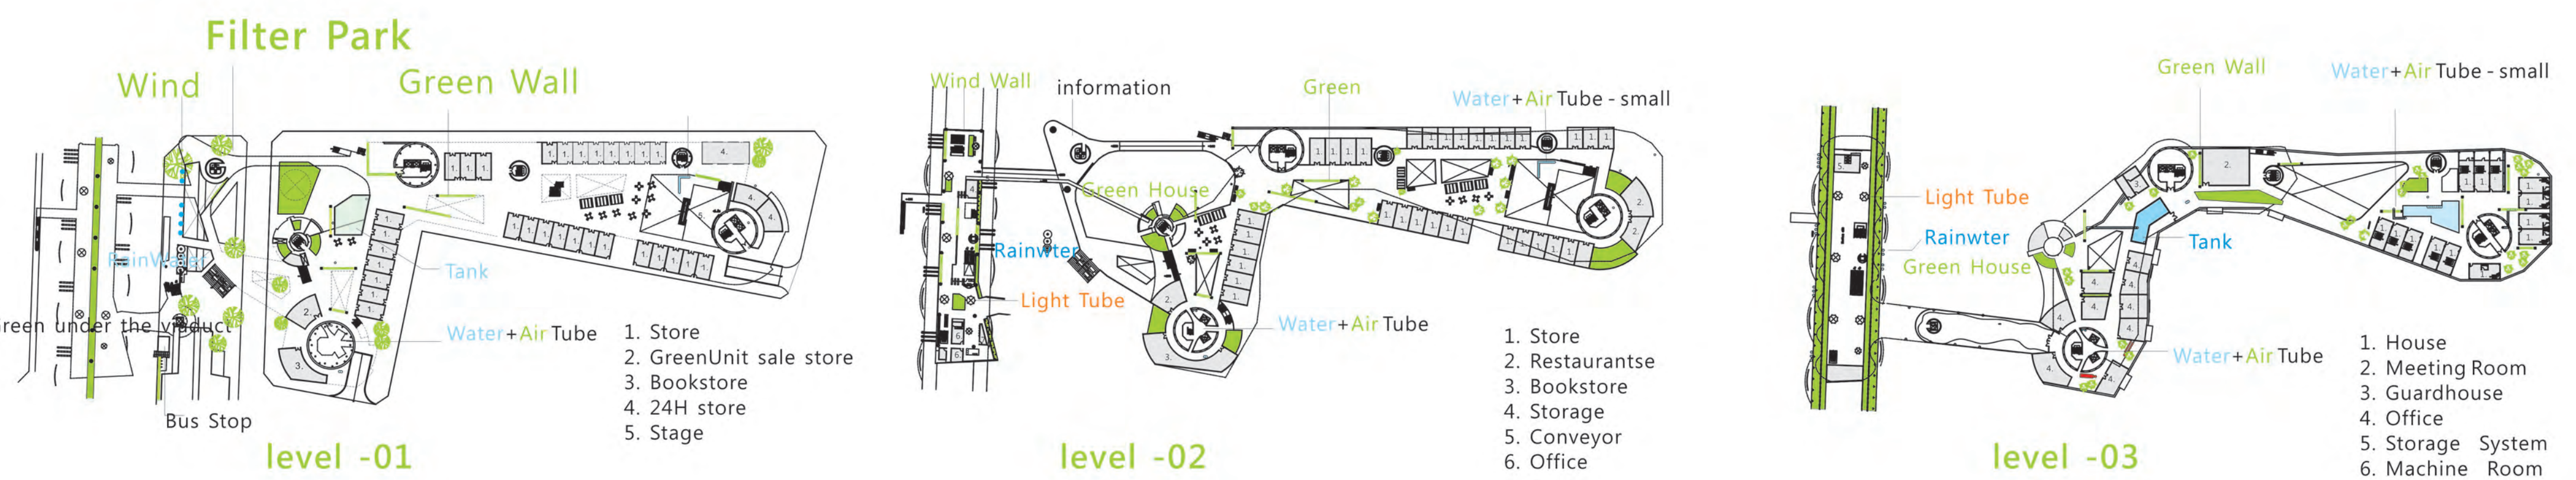 Filter Park
Wind
Green Wall
RainWater
Tank
Green under the viaduct
Water+Air Tube
Bus Stop
1. Store
2. GreenUnit sale store
3. Bookstore
4. 24H store
5. Stage
level -01
Wind Wall
information
Green
Water+Air Tube - small
Green House
Rainwter
Light Tube
Water+Air Tube
1. Store
2. Restaurantse
3. Bookstore
4. Storage
5. Conveyor
6. Office
level -02
Green Wall
Water+Air Tube - small
Light Tube
Rainwter
Green House
Tank
Water+Air Tube
1. House
2. Meeting Room
3. Guardhouse
4. Office
5. Storage System
6. Machine Room
level -03